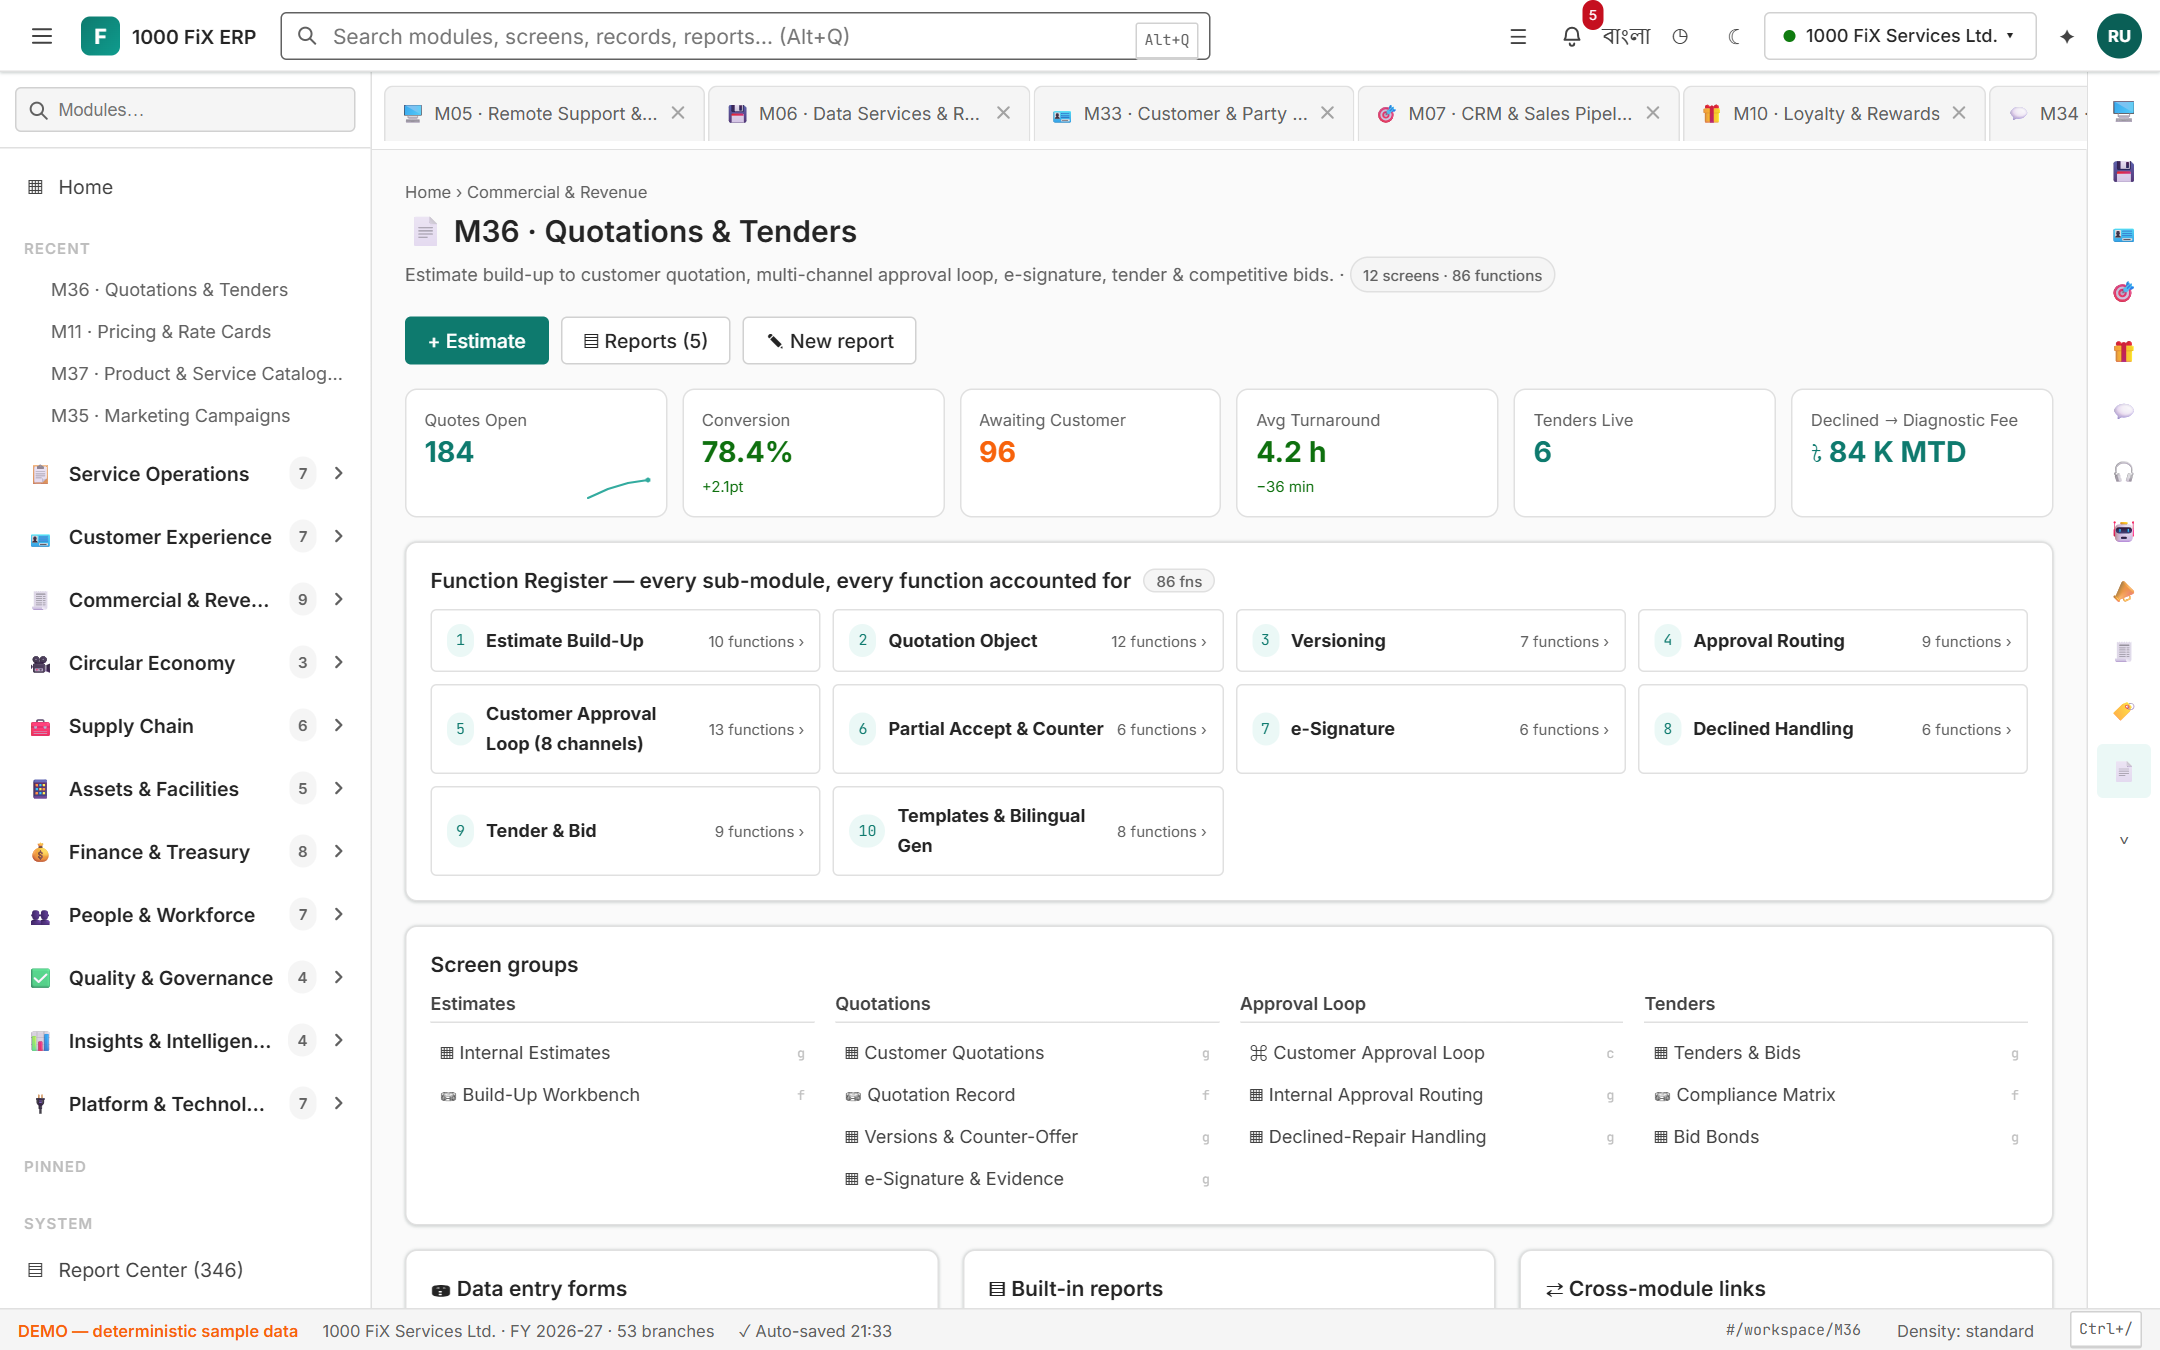 F 1000 FiX ERP
Search modules, screens, records, reports... (Alt+Q)
Alt+Q
5
বাংলা
1000 FiX Services Ltd. ▾
RU
Modules...
Home
RECENT
M36 · Quotations & Tenders
M11 · Pricing & Rate Cards
M37 · Product & Service Catalog...
M35 · Marketing Campaigns
Service Operations 7
Customer Experience 7
Commercial & Reve... 9
Circular Economy 3
Supply Chain 6
Assets & Facilities 5
Finance & Treasury 8
People & Workforce 7
Quality & Governance 4
Insights & Intelligen... 4
Platform & Technol... 7
PINNED
SYSTEM
Report Center (346)
M05 · Remote Support &...
M06 · Data Services & R...
M33 · Customer & Party ...
M07 · CRM & Sales Pipel...
M10 · Loyalty & Rewards
M34 ·
Home › Commercial & Revenue
M36 · Quotations & Tenders
Estimate build-up to customer quotation, multi-channel approval loop, e-signature, tender & competitive bids. · 12 screens · 86 functions
+ Estimate
Reports (5)
New report
Quotes Open
184
Conversion
78.4%
+2.1pt
Awaiting Customer
96
Avg Turnaround
4.2 h
−36 min
Tenders Live
6
Declined → Diagnostic Fee
৳ 84 K MTD
Function Register — every sub-module, every function accounted for 86 fns
1 Estimate Build-Up 10 functions ›
2 Quotation Object 12 functions ›
3 Versioning 7 functions ›
4 Approval Routing 9 functions ›
5 Customer Approval Loop (8 channels) 13 functions ›
6 Partial Accept & Counter 6 functions ›
7 e-Signature 6 functions ›
8 Declined Handling 6 functions ›
9 Tender & Bid 9 functions ›
10 Templates & Bilingual Gen 8 functions ›
Screen groups
Estimates
Internal Estimates g
Build-Up Workbench f
Quotations
Customer Quotations g
Quotation Record f
Versions & Counter-Offer g
e-Signature & Evidence g
Approval Loop
Customer Approval Loop c
Internal Approval Routing g
Declined-Repair Handling g
Tenders
Tenders & Bids g
Compliance Matrix f
Bid Bonds g
Data entry forms
Built-in reports
Cross-module links
DEMO — deterministic sample data
1000 FiX Services Ltd. · FY 2026-27 · 53 branches
✓ Auto-saved 21:33
#/workspace/M36
Density: standard
Ctrl+/